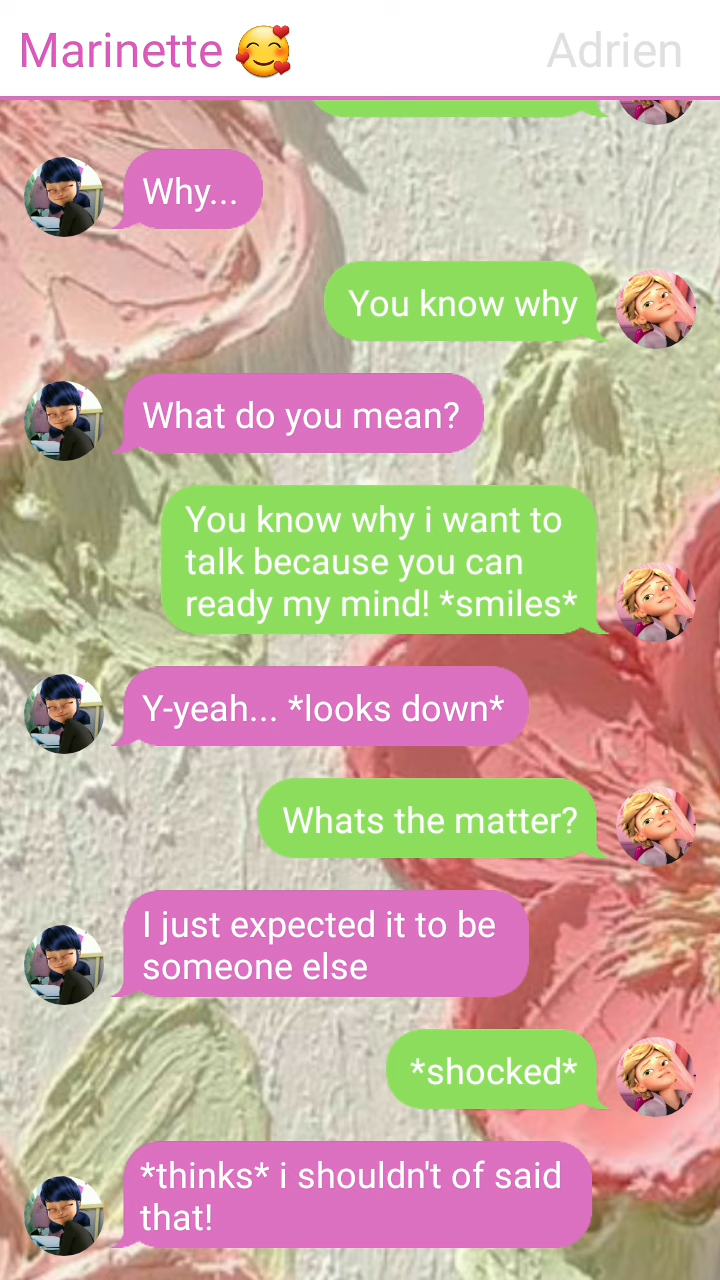 Marinette 🥰
Adrien
Why...
You know why
What do you mean?
You know why i want to
talk because you can
ready my mind! *smiles*
Y-yeah... *looks down*
Whats the matter?
I just expected it to be
someone else
*shocked*
*thinks* i shouldn't of said
that!